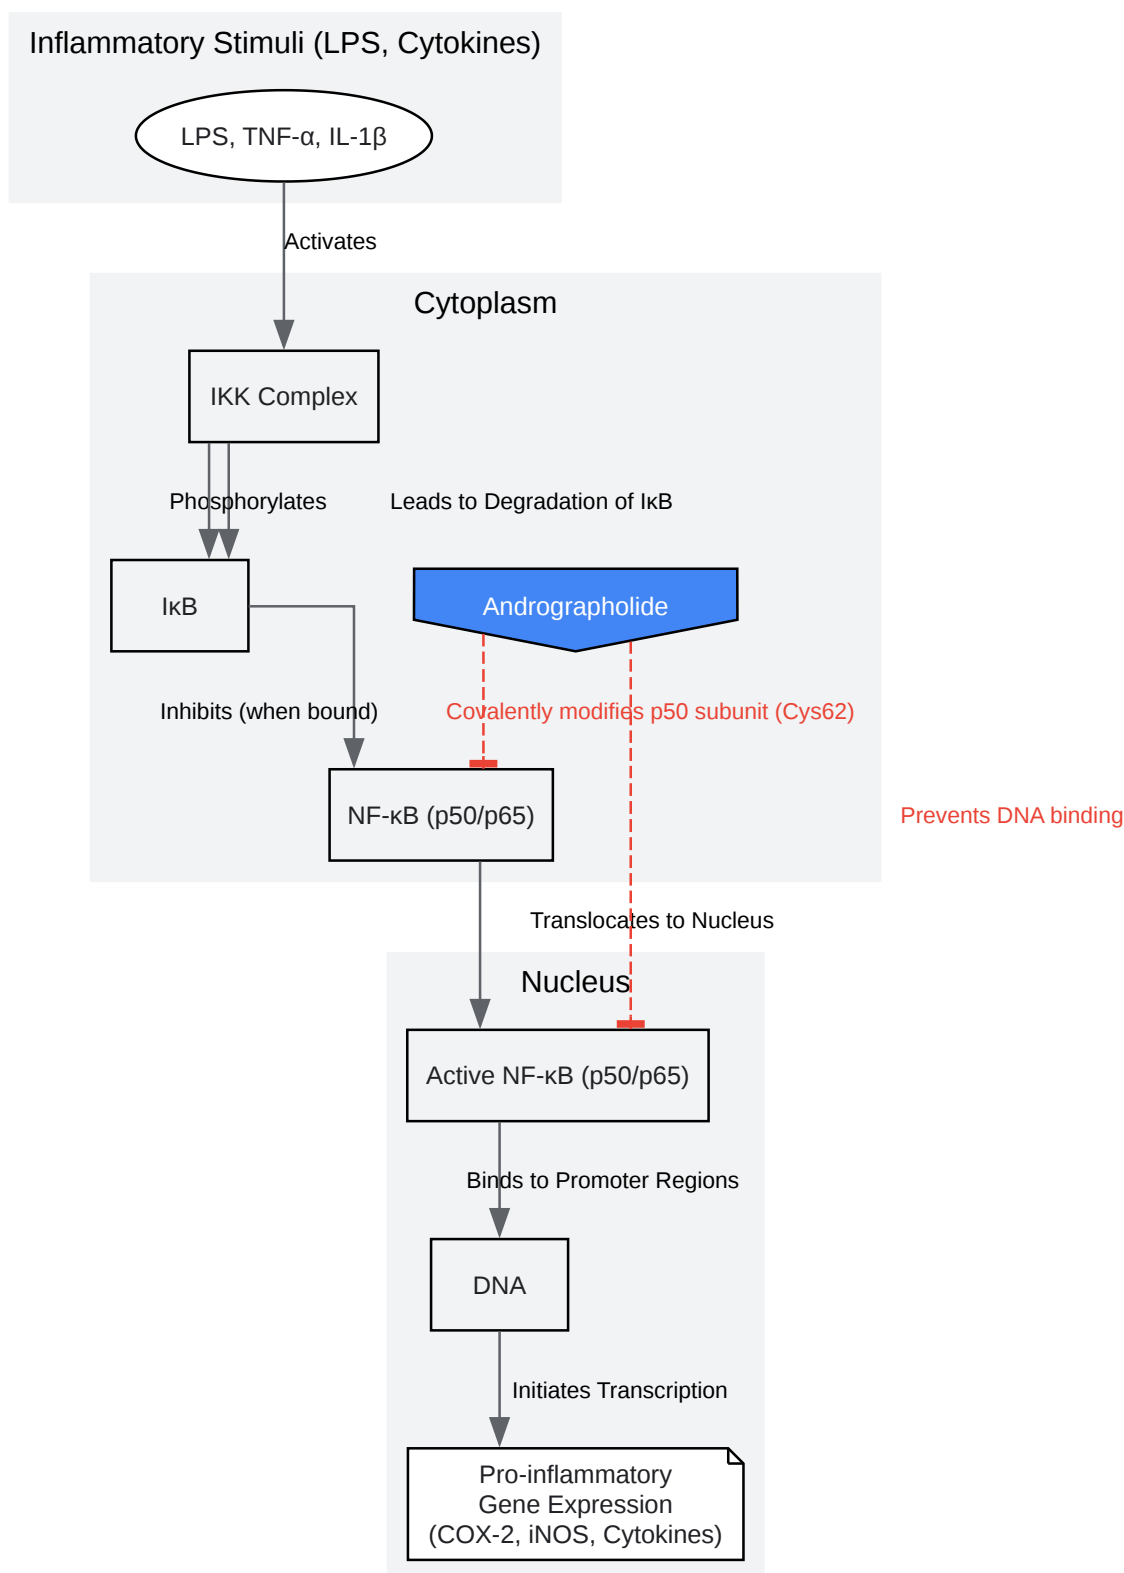 Inflammatory Stimuli (LPS, Cytokines)
LPS, TNF-α, IL-1β
Activates
Cytoplasm
IKK Complex
Phosphorylates
Leads to Degradation of IκB
IκB
Andrographolide
Inhibits (when bound)
Covalently modifies p50 subunit (Cys62)
NF-κB (p50/p65)
Prevents DNA binding
Translocates to Nucleus
Nucleus
Active NF-κB (p50/p65)
Binds to Promoter Regions
DNA
Initiates Transcription
Pro-inflammatory
Gene Expression
(COX-2, iNOS, Cytokines)